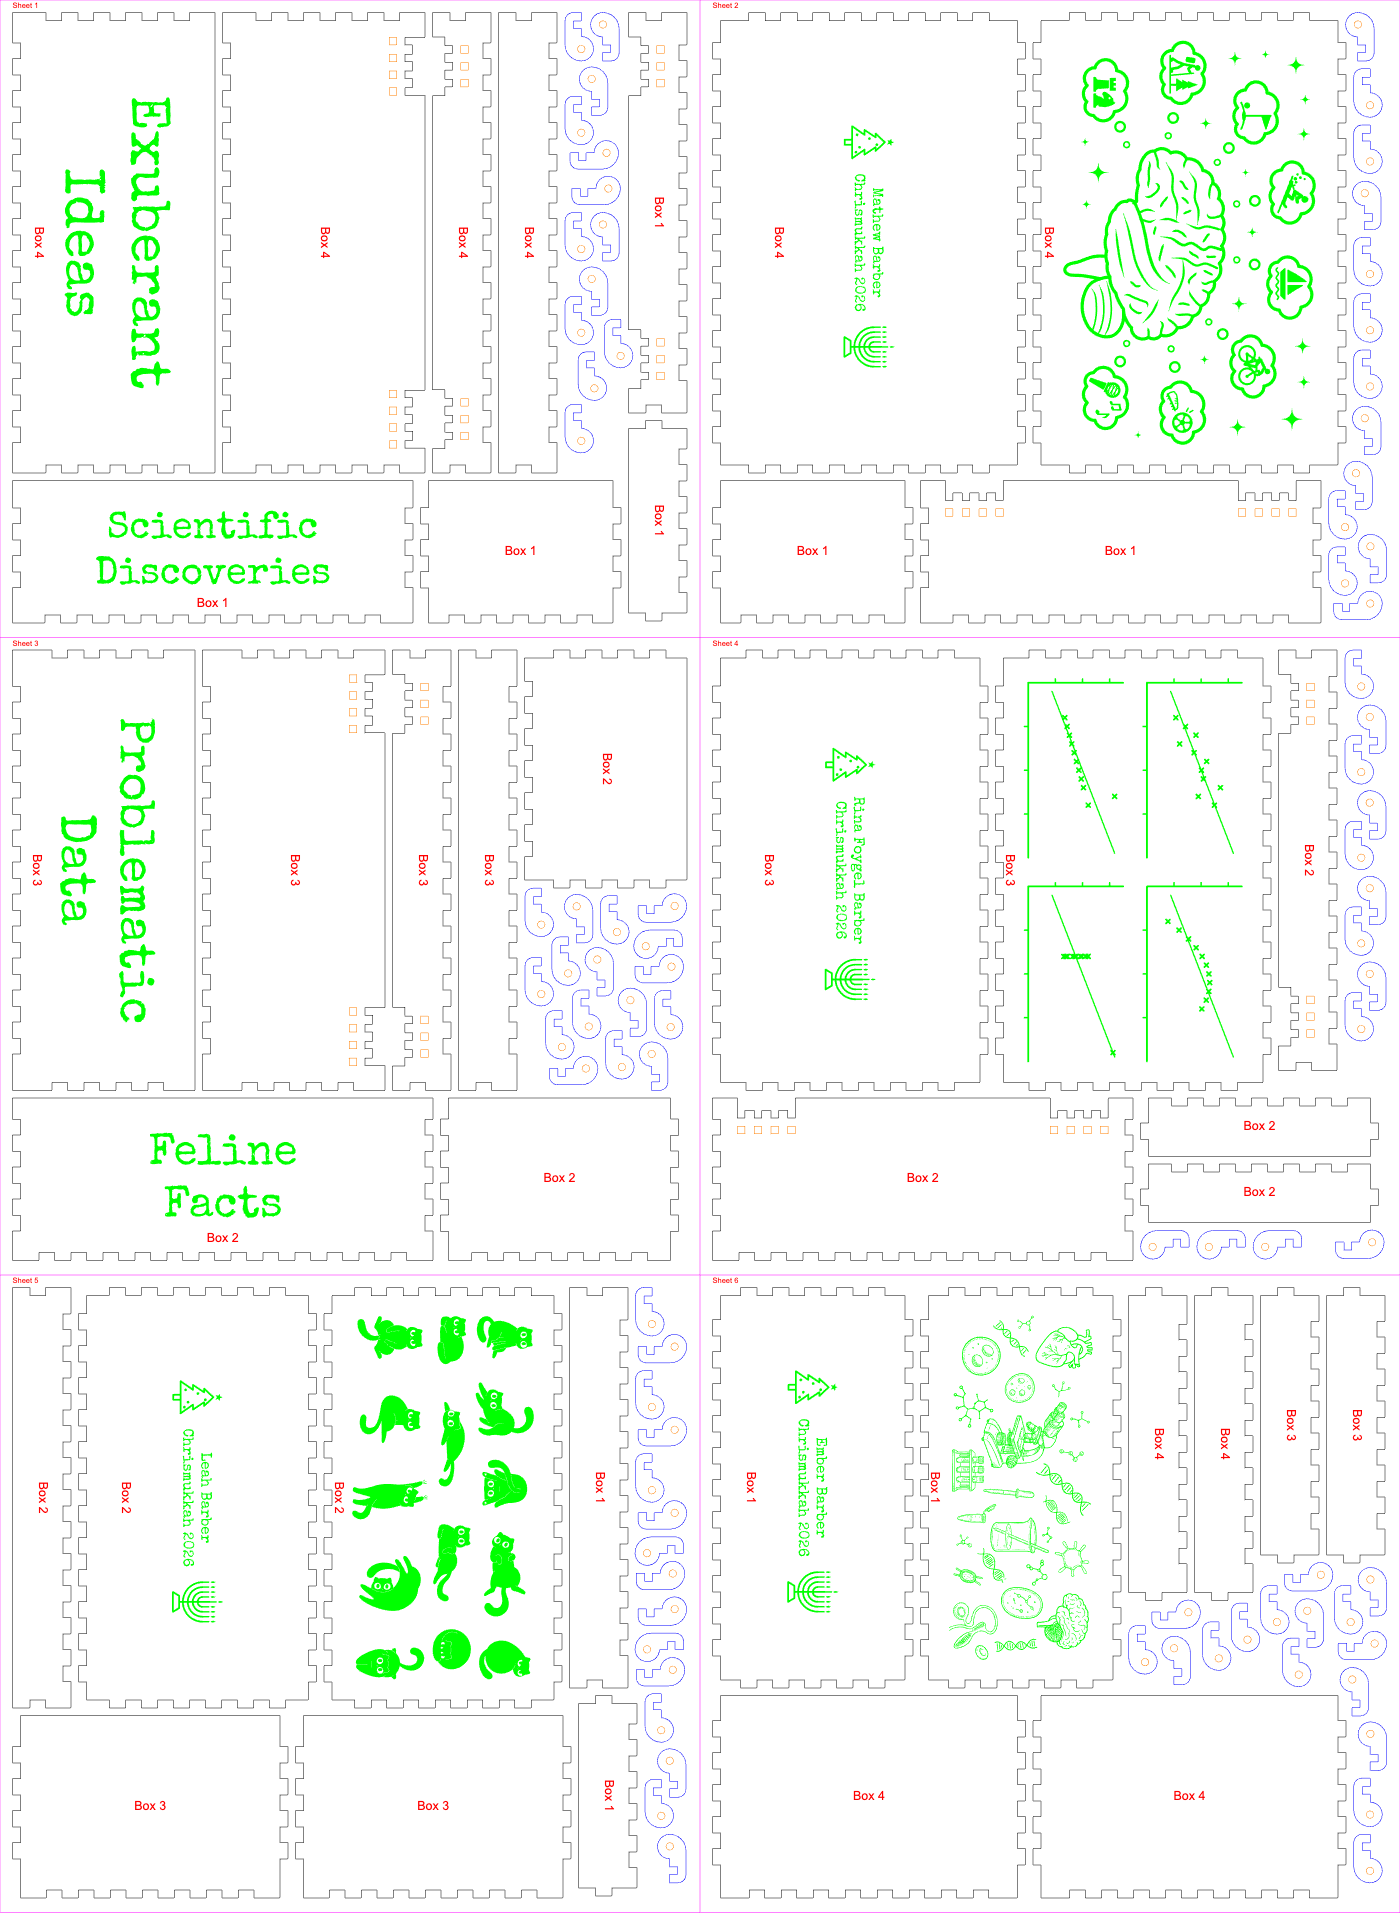 Sheet 1
Exuberant
Ideas
Box 4
Box 4
Box 4
Box 4
Box 1
Scientific
Discoveries
Box 1
Box 1
Box 1
Sheet 2
Mathew Barber
Chrismukkah 2026
Box 4
Box 4
Box 1
Box 1
Sheet 3
Problematic
Data
Box 3
Box 3
Box 3
Box 3
Box 2
Feline
Facts
Box 2
Box 2
Sheet 4
Rina Foygel Barber
Chrismukkah 2026
Box 3
Box 3
Box 2
Box 2
Box 2
Box 2
Sheet 5
Box 2
Leah Barber
Chrismukkah 2026
Box 2
Box 2
Box 1
Box 3
Box 3
Box 1
Sheet 6
Ember Barber
Chrismukkah 2026
Box 1
Box 1
Box 4
Box 4
Box 3
Box 3
Box 4
Box 4